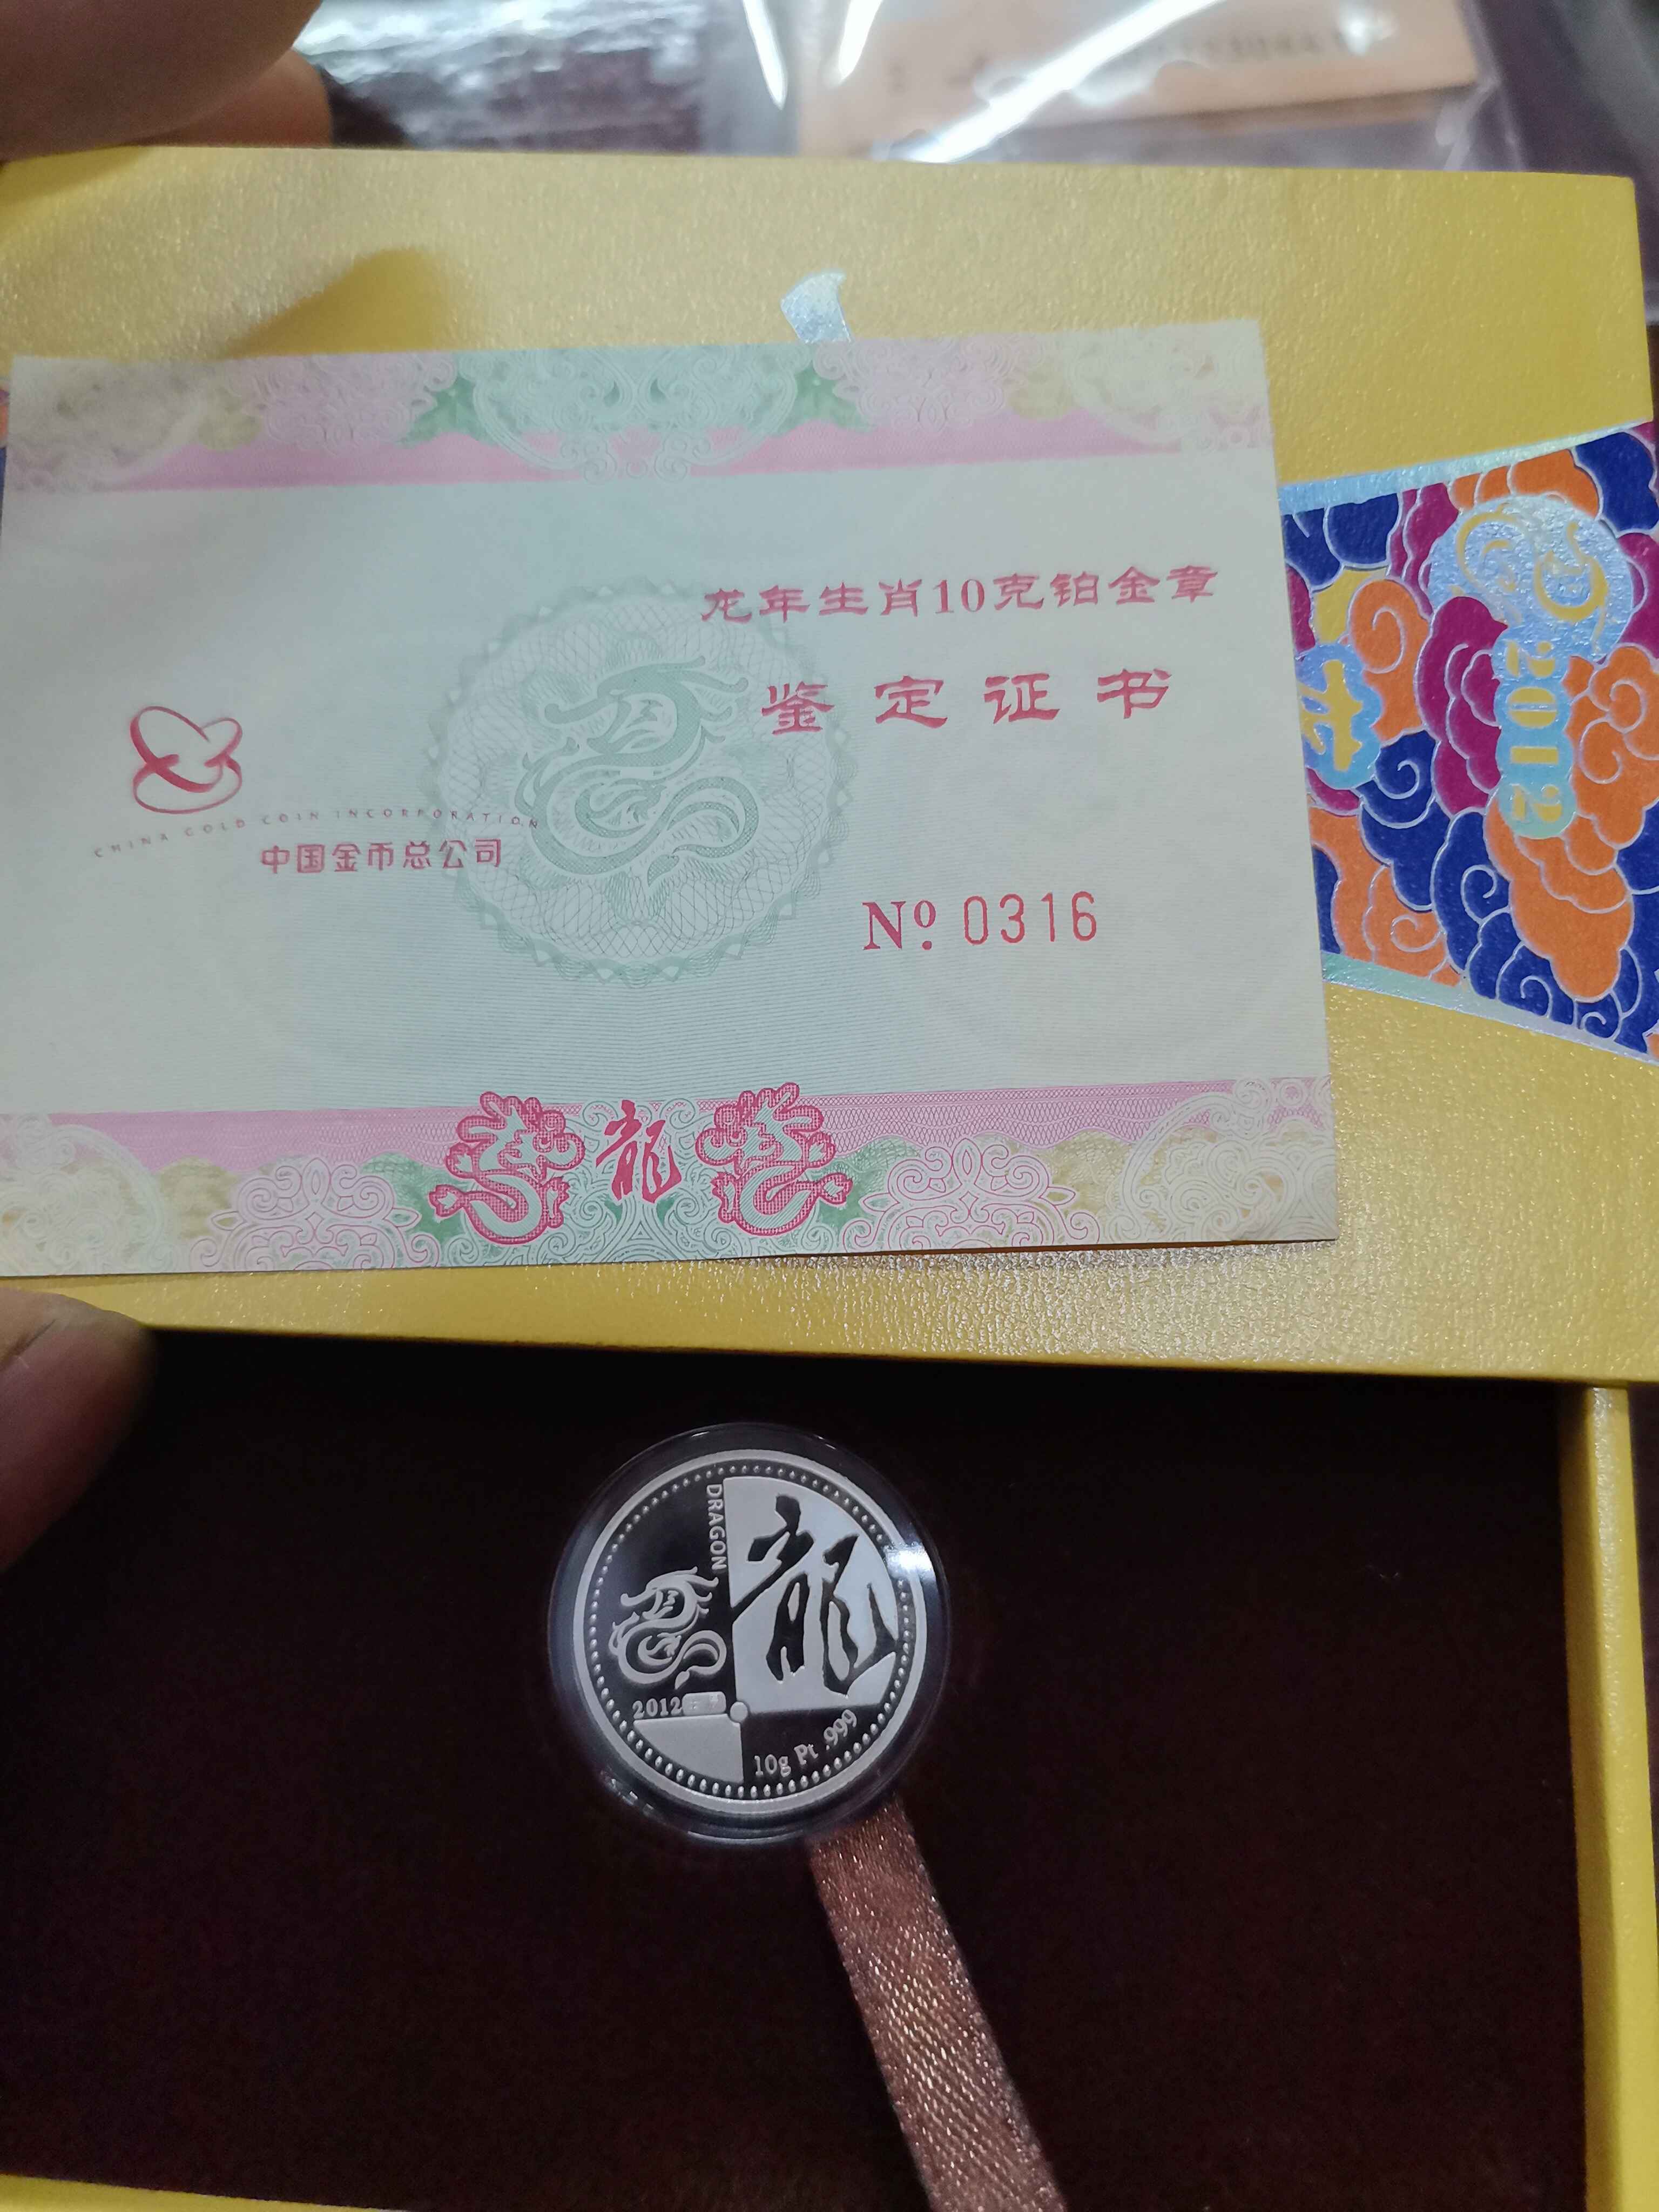 龙年生肖10克铂金章
鉴定证书
CHINA GOLD COIN INCORPORATION
中国金币总公司
Nº. 0316
龍
2012
DRAGON
龍
2012
10g Pt .999